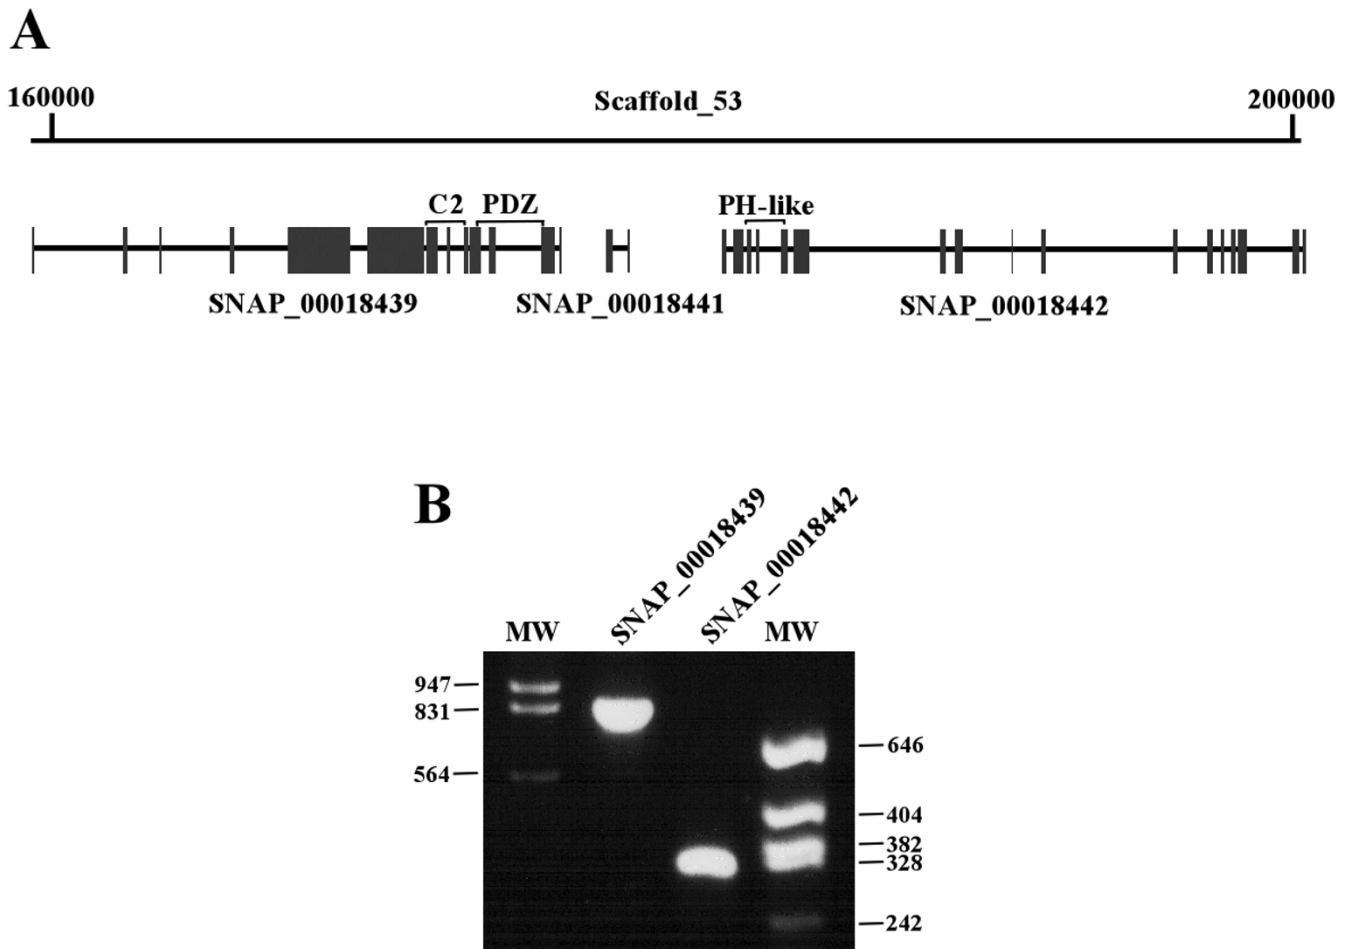 A
160000 Scaffold_53 200000
C2 PDZ PH-like
SNAP_00018439 SNAP_00018441 SNAP_00018442
B
SNAP_00018439
SNAP_00018442
MW MW
947
831
564
646
404
382
328
242